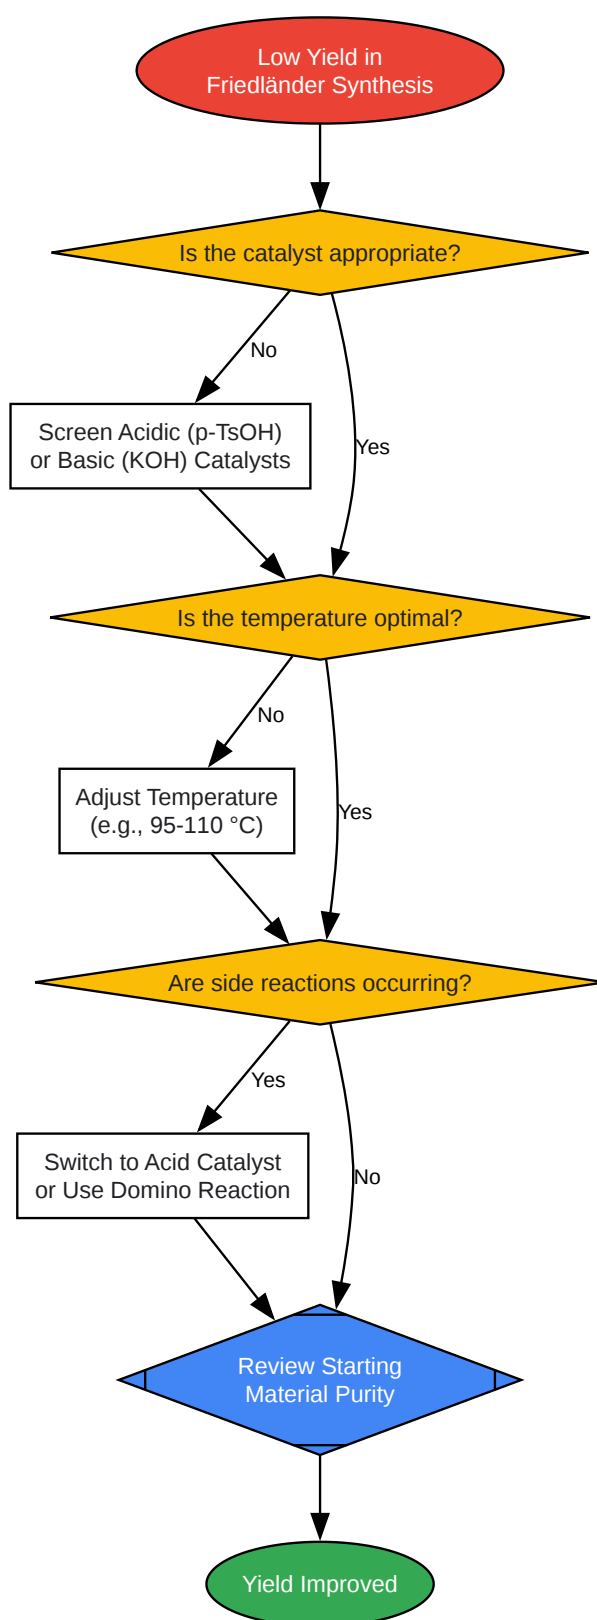 Low Yield in
Friedländer Synthesis
Is the catalyst appropriate?
No
Screen Acidic (p-TsOH)
or Basic (KOH) Catalysts
Yes
Is the temperature optimal?
No
Adjust Temperature
(e.g., 95-110 °C)
Yes
Are side reactions occurring?
Yes
Switch to Acid Catalyst
or Use Domino Reaction
No
Review Starting
Material Purity
Yield Improved